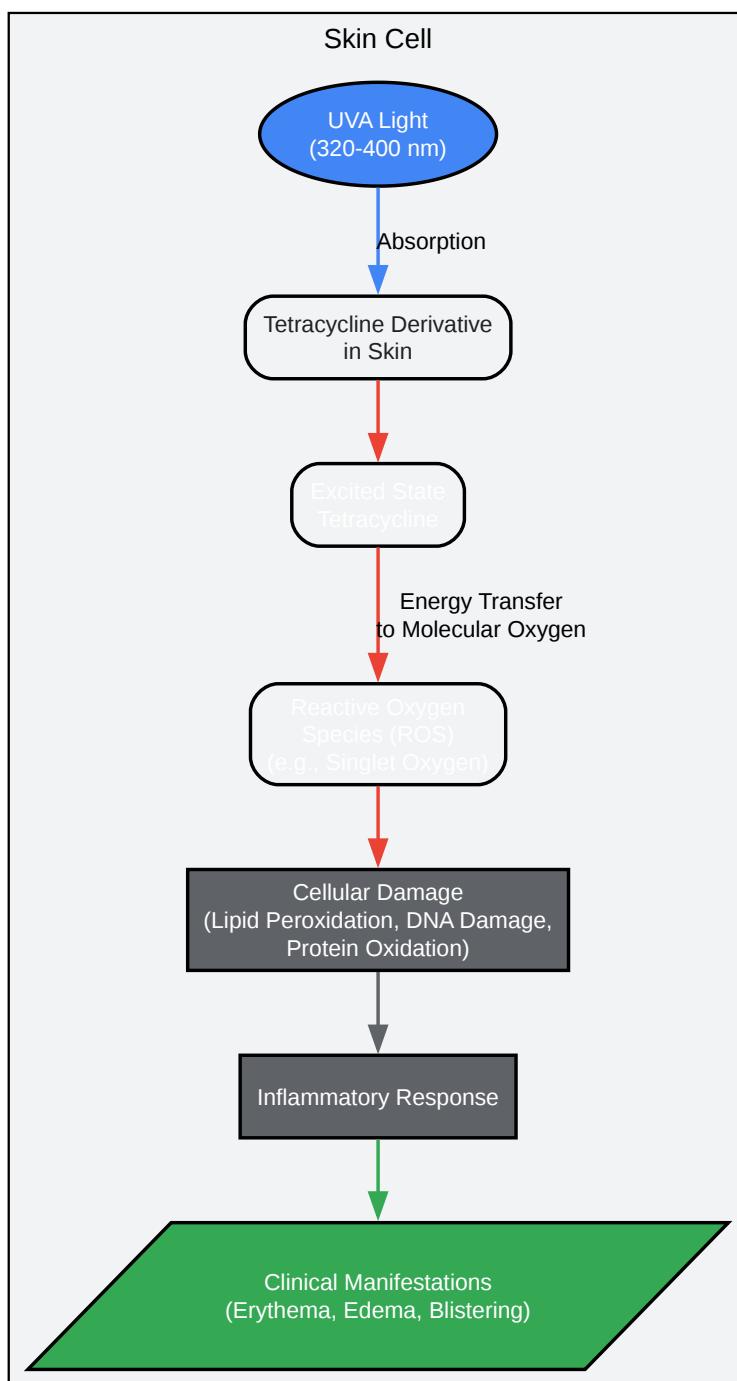 Skin Cell
UVA Light
(320-400 nm)
Absorption
Tetracycline Derivative
in Skin
Excited State
Tetracycline
Energy Transfer
to Molecular Oxygen
Reactive Oxygen
Species (ROS)
(e.g., Singlet Oxygen)
Cellular Damage
(Lipid Peroxidation, DNA Damage,
Protein Oxidation)
Inflammatory Response
Clinical Manifestations
(Erythema, Edema, Blistering)